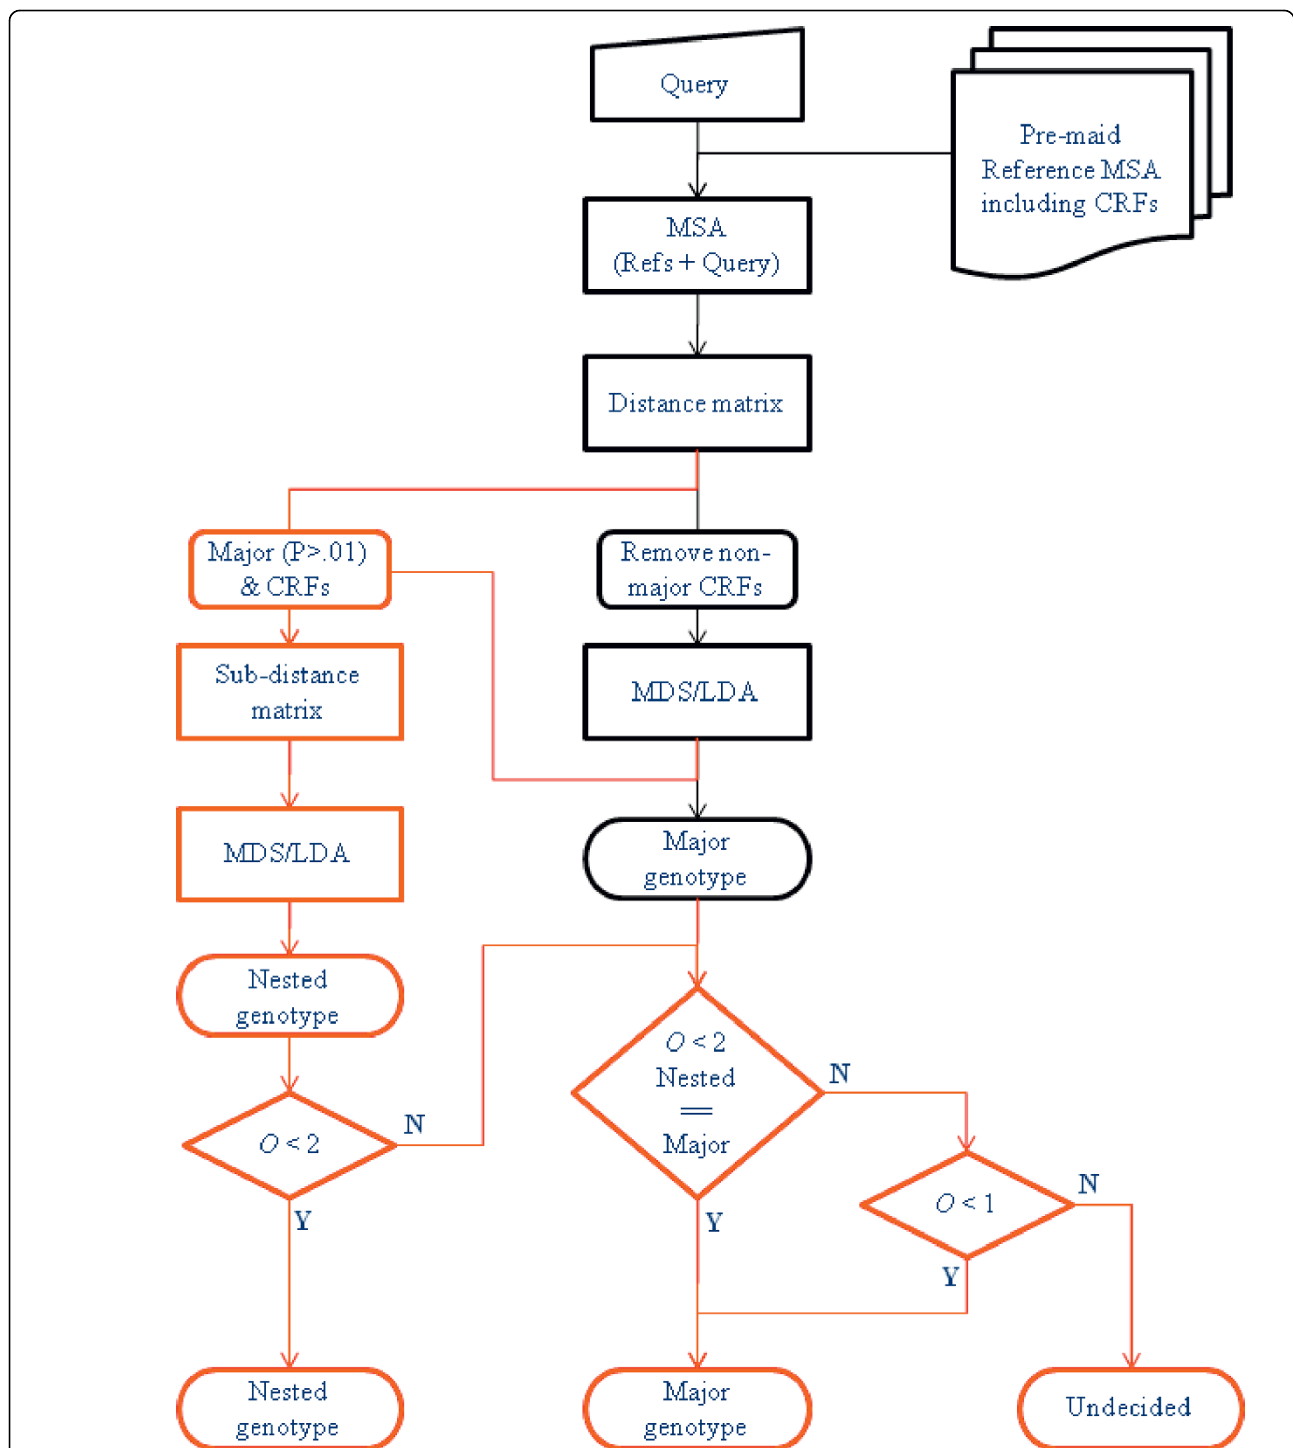 Query
Pre-maid
Reference MSA
including CRFs
MSA
(Refs + Query)
Distance matrix
Major (P>.01)
& CRFs
Remove non-
major CRFs
Sub-distance
matrix
MDS/LDA
MDS/LDA
Major
genotype
Nested
genotype
O < 2
Nested
==
Major
N
O < 2
N
Y
Y
O < 1
N
Y
Nested
genotype
Major
genotype
Undecided